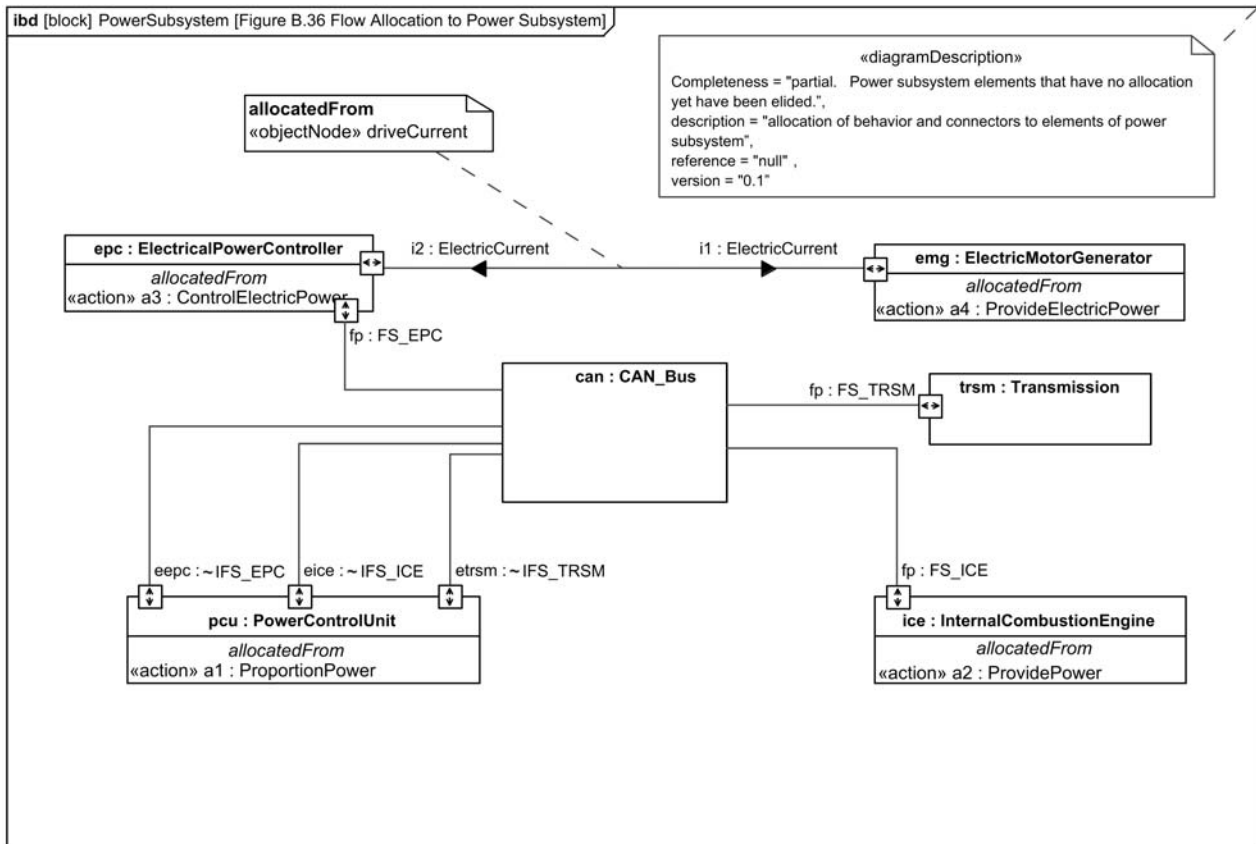 ibd [block] PowerSubsystem [Figure B.36 Flow Allocation to Power Subsystem]
«diagramDescription»
Completeness = "partial. Power subsystem elements that have no allocation
yet have been elided.",
description = "allocation of behavior and connectors to elements of power
subsystem",
reference = "null" ,
version = "0.1"
allocatedFrom
«objectNode» driveCurrent
epc : ElectricalPowerController
allocatedFrom
«action» a3 : ControlElectricPower
i2 : ElectricCurrent
i1 : ElectricCurrent
emg : ElectricMotorGenerator
allocatedFrom
«action» a4 : ProvideElectricPower
fp : FS_EPC
can : CAN_Bus
fp : FS_TRSM
trsm : Transmission
eepc : ~IFS_EPC
eice : ~IFS_ICE
etrsm : ~IFS_TRSM
fp : FS_ICE
pcu : PowerControlUnit
allocatedFrom
«action» a1 : ProportionPower
ice : InternalCombustionEngine
allocatedFrom
«action» a2 : ProvidePower